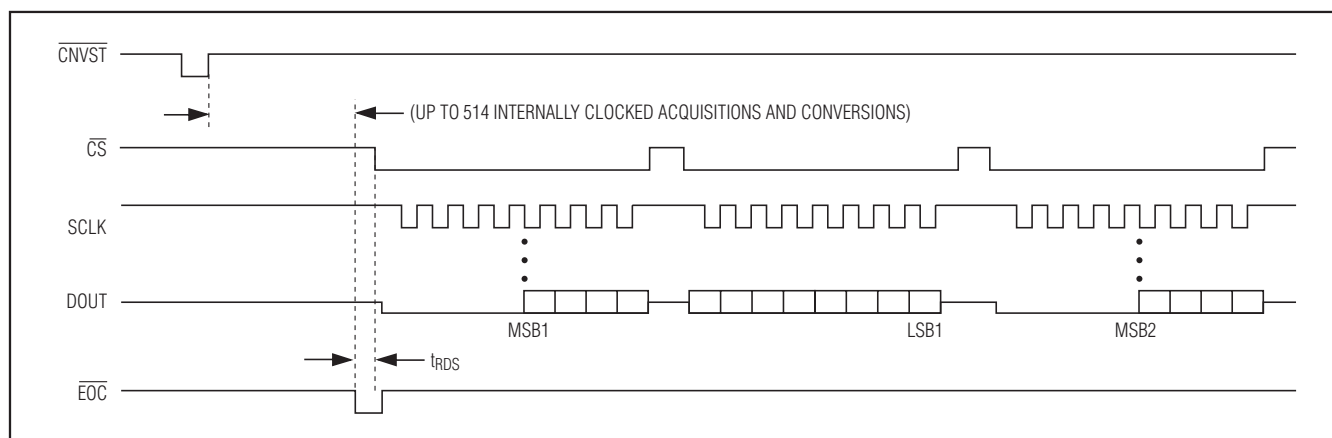 CNVST
(UP TO 514 INTERNALLY CLOCKED ACQUISITIONS AND CONVERSIONS)
CS
SCLK
DOUT
MSB1
LSB1
MSB2
tRDS
EOC